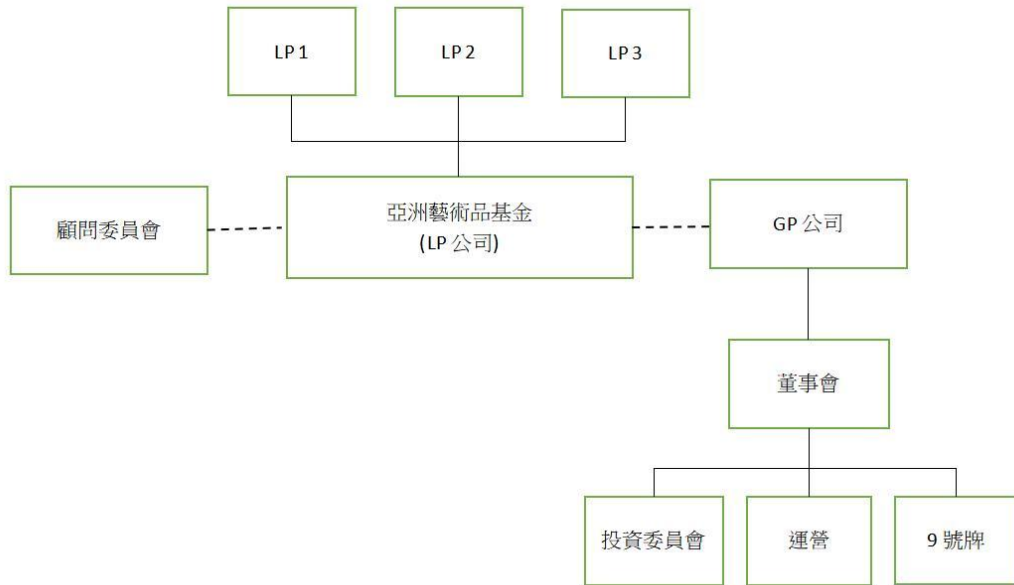 LP 1
LP 2
LP 3
顧問委員會
亞洲藝術品基金
(LP 公司)
GP 公司
董事會
投資委員會
運營
9 號牌